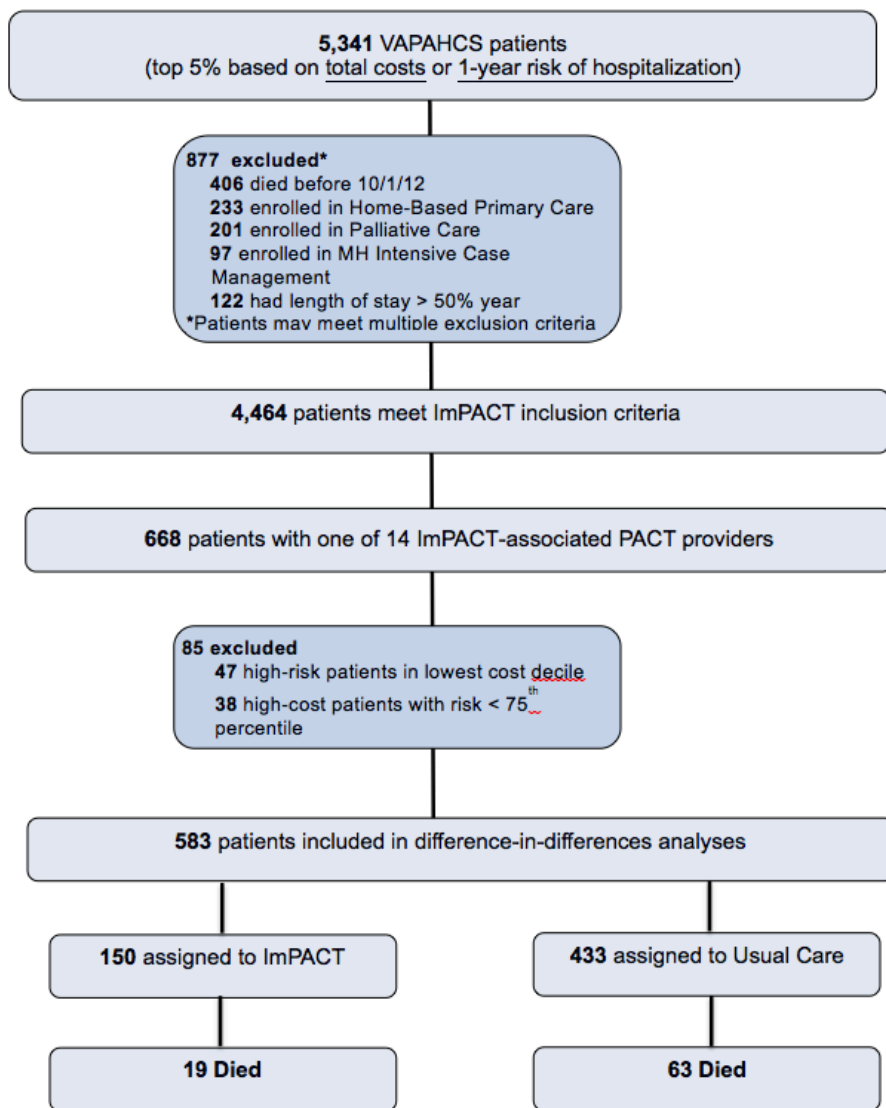 5,341 VAPAHCS patients
(top 5% based on total costs or 1-year risk of hospitalization)
877 excluded*
406 died before 10/1/12
233 enrolled in Home-Based Primary Care
201 enrolled in Palliative Care
97 enrolled in MH Intensive Case
Management
122 had length of stay > 50% year
*Patients may meet multiple exclusion criteria
4,464 patients meet ImPACT inclusion criteria
668 patients with one of 14 ImPACT-associated PACT providers
85 excluded
47 high-risk patients in lowest cost decile
38 high-cost patients with risk < 75th
percentile
583 patients included in difference-in-differences analyses
150 assigned to ImPACT
433 assigned to Usual Care
19 Died
63 Died